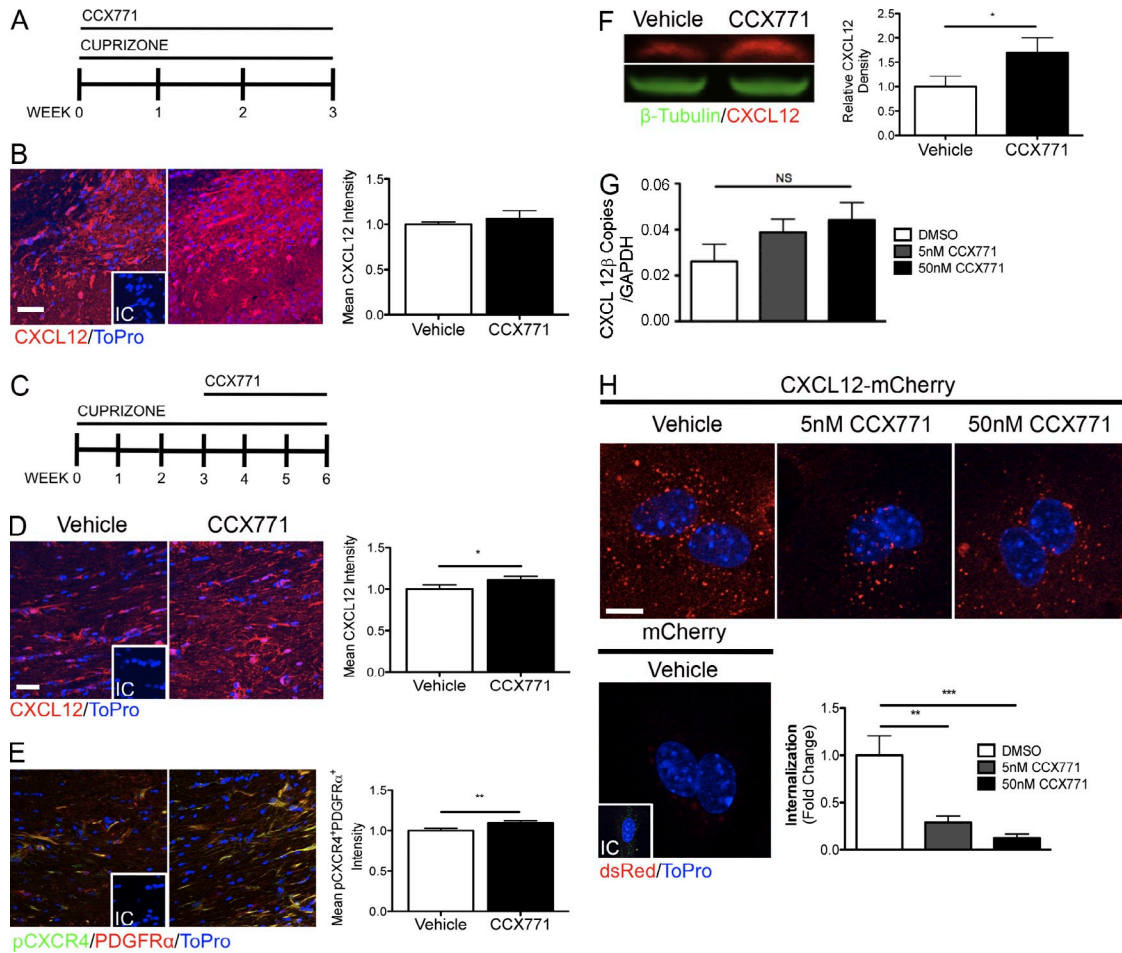 A
CCX771
CUPRIZONE
WEEK 0 1 2 3
B
IC
CXCL12/ToPro
Mean CXCL12 Intensity
1.5
1.0
0.5
0.0
Vehicle CCX771
C
CCX771
CUPRIZONE
WEEK 0 1 2 3 4 5 6
D
Vehicle CCX771
IC
CXCL12/ToPro
Mean CXCL12 Intensity
1.5
1.0
0.5
0.0
*
Vehicle CCX771
E
IC
pCXCR4/PDGFRα/ToPro
Mean pCXCR4⁺PDGFRα⁺
Intensity
1.5
1.0
0.5
0.0
**
Vehicle CCX771
F
Vehicle CCX771
β-Tubulin/CXCL12
Relative CXCL12
Density
2.5
2.0
1.5
1.0
0.5
0.0
*
Vehicle CCX771
G
CXCL12β Copies
/GAPDH
0.06
0.04
0.02
0.00
NS
DMSO
5nM CCX771
50nM CCX771
H
CXCL12-mCherry
Vehicle 5nM CCX771 50nM CCX771
mCherry
Vehicle
IC
dsRed/ToPro
Internalization
(Fold Change)
1.5
1.0
0.5
0.0
***
**
DMSO
5nM CCX771
50nM CCX771